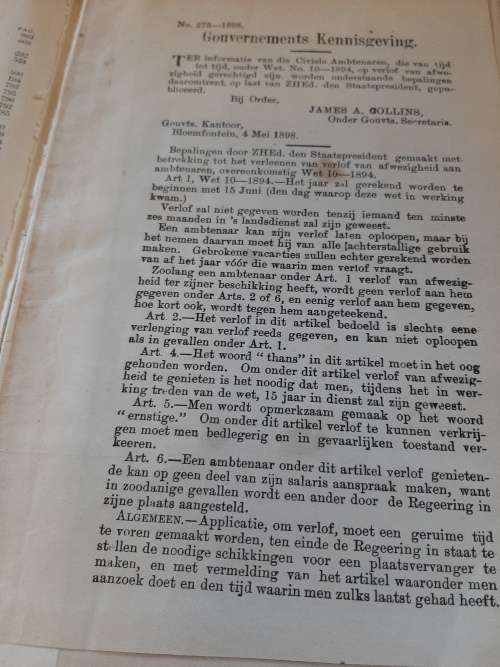 No. 273—1898.
Gouvernements Kennisgeving.
TER informatie van die Civiele Ambtenaren, die van tijd
tot tijd, onder Wet. No. 10—1894, op verlof van afwe-
zigheid gerechtigd zijn, worden onderstaande bepalingen
daaromtrent, op last van ZHEd. den Staatspresident, gepu-
bliceerd.
Bij Order,
JAMES A. COLLINS,
Onder Gouvts. Secretaris.
Gouvts. Kantoor,
Bloemfontein, 4 Mei 1898.
Bepalingen door ZHEd. den Staatspresident gemaakt met
betrekking tot het verleenen van verlof van afwezigheid aan
ambtenaren, overeenkomstig Wet 10—1894.
Art 1, Wet 10—1894.—Het jaar zal gerekend worden te
beginnen met 15 Juni (den dag waarop deze wet in werking
kwam.)
Verlof zal niet gegeven worden tenzij iemand ten minste
zes maanden in 's landsdienst zal zijn geweest.
Een ambtenaar kan zijn verlof laten oploopen, maar bij
het nemen daarvan moet hij van alle achterstallige gebruik
maken. Gebrokene vacarties zullen echter gerekend worden
van af het jaar vóór die waarin men verlof vraagt.
Zoolang een ambtenaar onder Art. 1 verlof van afwezig-
heid ter zijner beschikking heeft, wordt geen verlof aan hem
gegeven onder Arts. 2 of 6, en eenig verlof aan hem gegeven,
hoe kort ook, wordt tegen hem aangeteekend.
Art. 2.—Het verlof in dit artikel bedoeld is slechts eene
verlenging van verlof reeds gegeven, en kan niet oploopen
als in gevallen onder Art. 1.
Art. 4.—Het woord "thans" in dit artikel moet in het oog
gehonden worden. Om onder dit artikel verlof van afwezig-
heid te genieten is het noodig dat men, tijdens het in wer-
king treden van de wet, 15 jaar in dienst zal zijn geweest.
Art. 5.—Men wordt opmerkzaam gemaak op het woord
"ernstige." Om onder dit artikel verlof te kunnen verkrij-
gen moet men bedlegerig en in gevaarlijken toestand ver-
keeren.
Art. 6.—Een ambtenaar onder dit artikel verlof genieten-
de kan op geen deel van zijn salaris aanspraak maken, want
in zoodanige gevallen wordt een ander door de Regeering in
zijne plaats aangesteld.
ALGEMEEN.—Applicatie, om verlof, moet een geruime tijd
te voren gemaakt worden, ten einde de Regeering in staat te
stellen de noodige schikkingen voor een plaatsvervanger te
maken, en met vermelding van het artikel waaronder men
aanzoek doet en den tijd waarin men zulks laatst gehad heeft.